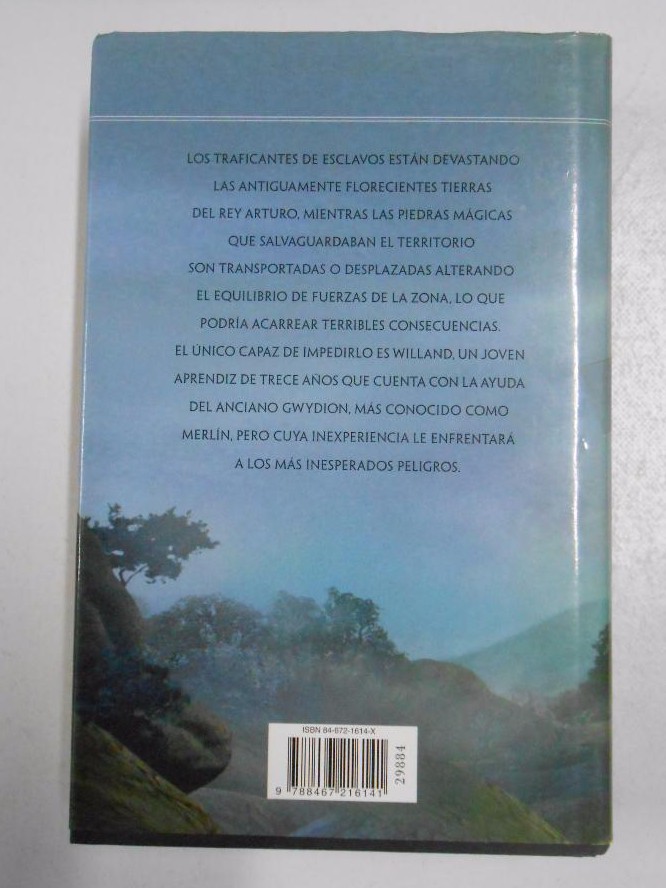 LOS TRAFICANTES DE ESCLAVOS ESTÁN DEVASTANDO
LAS ANTIGUAMENTE FLORECIENTES TIERRAS
DEL REY ARTURO, MIENTRAS LAS PIEDRAS MÁGICAS
QUE SALVAGUARDABAN EL TERRITORIO
SON TRANSPORTADAS O DESPLAZADAS ALTERANDO
EL EQUILIBRIO DE FUERZAS DE LA ZONA, LO QUE
PODRÍA ACARREAR TERRIBLES CONSECUENCIAS.
EL ÚNICO CAPAZ DE IMPEDIRLO ES WILLAND, UN JOVEN
APRENDIZ DE TRECE AÑOS QUE CUENTA CON LA AYUDA
DEL ANCIANO GWYDION, MÁS CONOCIDO COMO
MERLÍN, PERO CUYA INEXPERIENCIA LE ENFRENTARÁ
A LOS MÁS INESPERADOS PELIGROS.
ISBN 84-672-1614-X
9 788467 216141
29884